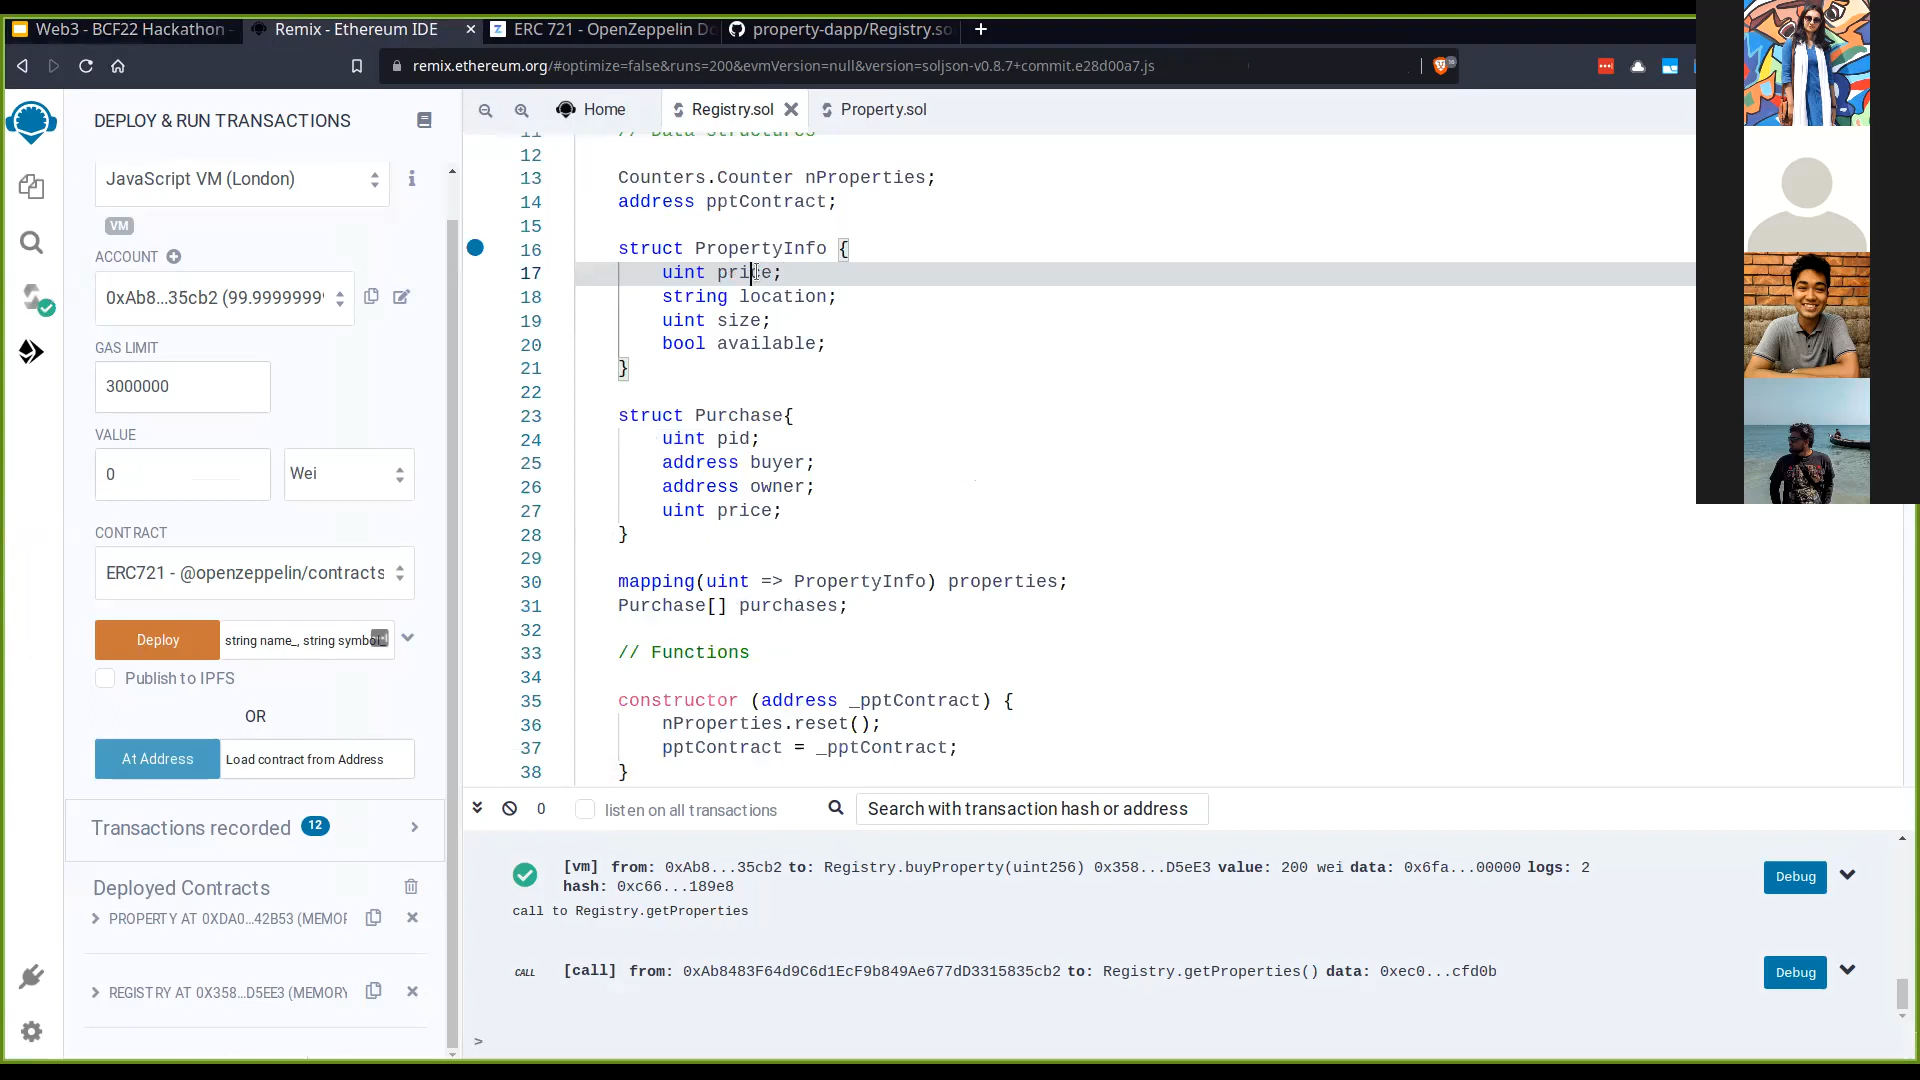 Web3 - BCF22 Hackathon -
Remix - Ethereum IDE
ERC 721 - OpenZeppelin Do
property-dapp/Registry.so
remix.ethereum.org/#optimize=false&runs=200&evmVersion=null&version=soljson-v0.8.7+commit.e28d00a7.js
DEPLOY & RUN TRANSACTIONS
JavaScript VM (London)
VM
ACCOUNT
0xAb8...35cb2 (99.9999999
GAS LIMIT
3000000
VALUE
0
Wei
CONTRACT
ERC721 - @openzeppelin/contracts
Deploy
string name_, string symbol_
Publish to IPFS
OR
At Address
Load contract from Address
Transactions recorded 12
Deployed Contracts
PROPERTY AT 0XDA0...42B53 (MEMOR
REGISTRY AT 0X358...D5EE3 (MEMORY
Home
Registry.sol
Property.sol
11 // Data structures
12
13 Counters.Counter nProperties;
14 address pptContract;
15
16 struct PropertyInfo {
17 uint price;
18 string location;
19 uint size;
20 bool available;
21 }
22
23 struct Purchase{
24 uint pid;
25 address buyer;
26 address owner;
27 uint price;
28 }
29
30 mapping(uint => PropertyInfo) properties;
31 Purchase[] purchases;
32
33 // Functions
34
35 constructor (address _pptContract) {
36 nProperties.reset();
37 pptContract = _pptContract;
38 }
0
listen on all transactions
Search with transaction hash or address
[vm] from: 0xAb8...35cb2 to: Registry.buyProperty(uint256) 0x358...D5eE3 value: 200 wei data: 0x6fa...00000 logs: 2
hash: 0xc66...189e8
Debug
call to Registry.getProperties
CALL [call] from: 0xAb8483F64d9C6d1EcF9b849Ae677dD3315835cb2 to: Registry.getProperties() data: 0xec0...cfd0b
Debug
>